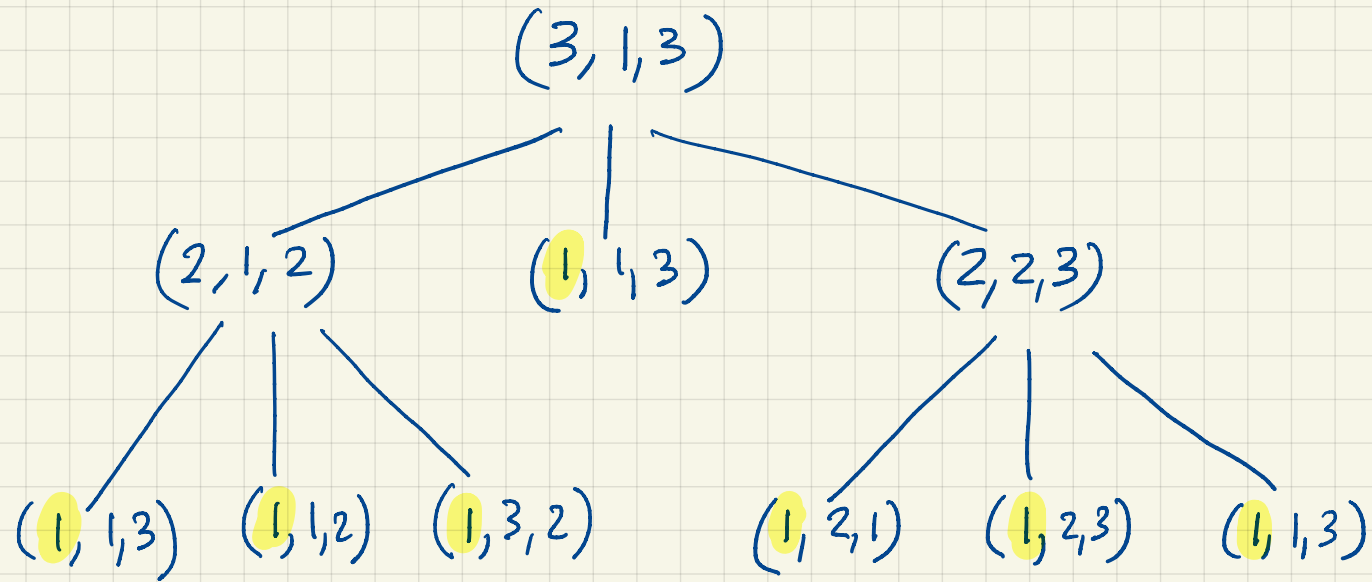 (3, 1, 3)
(2, 1, 2) (1, 1, 3) (2, 2, 3)
(1, 1, 3) (1, 1, 2) (1, 3, 2) (1, 2, 1) (1, 2, 3) (1, 1, 3)